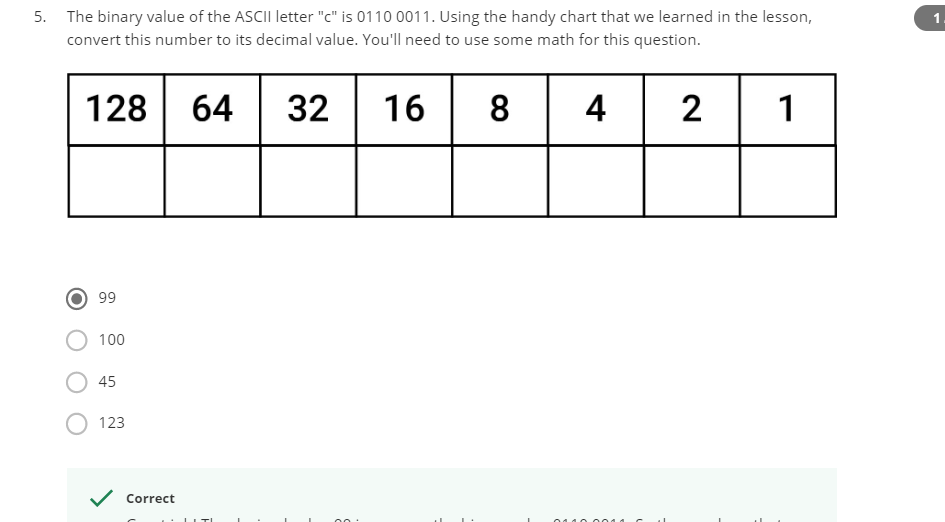 5. The binary value of the ASCII letter "c" is 0110 0011. Using the handy chart that we learned in the lesson,
1
convert this number to its decimal value. You'll need to use some math for this question.
128 64 32 16 8 4 2 1
99
100
45
123
Correct